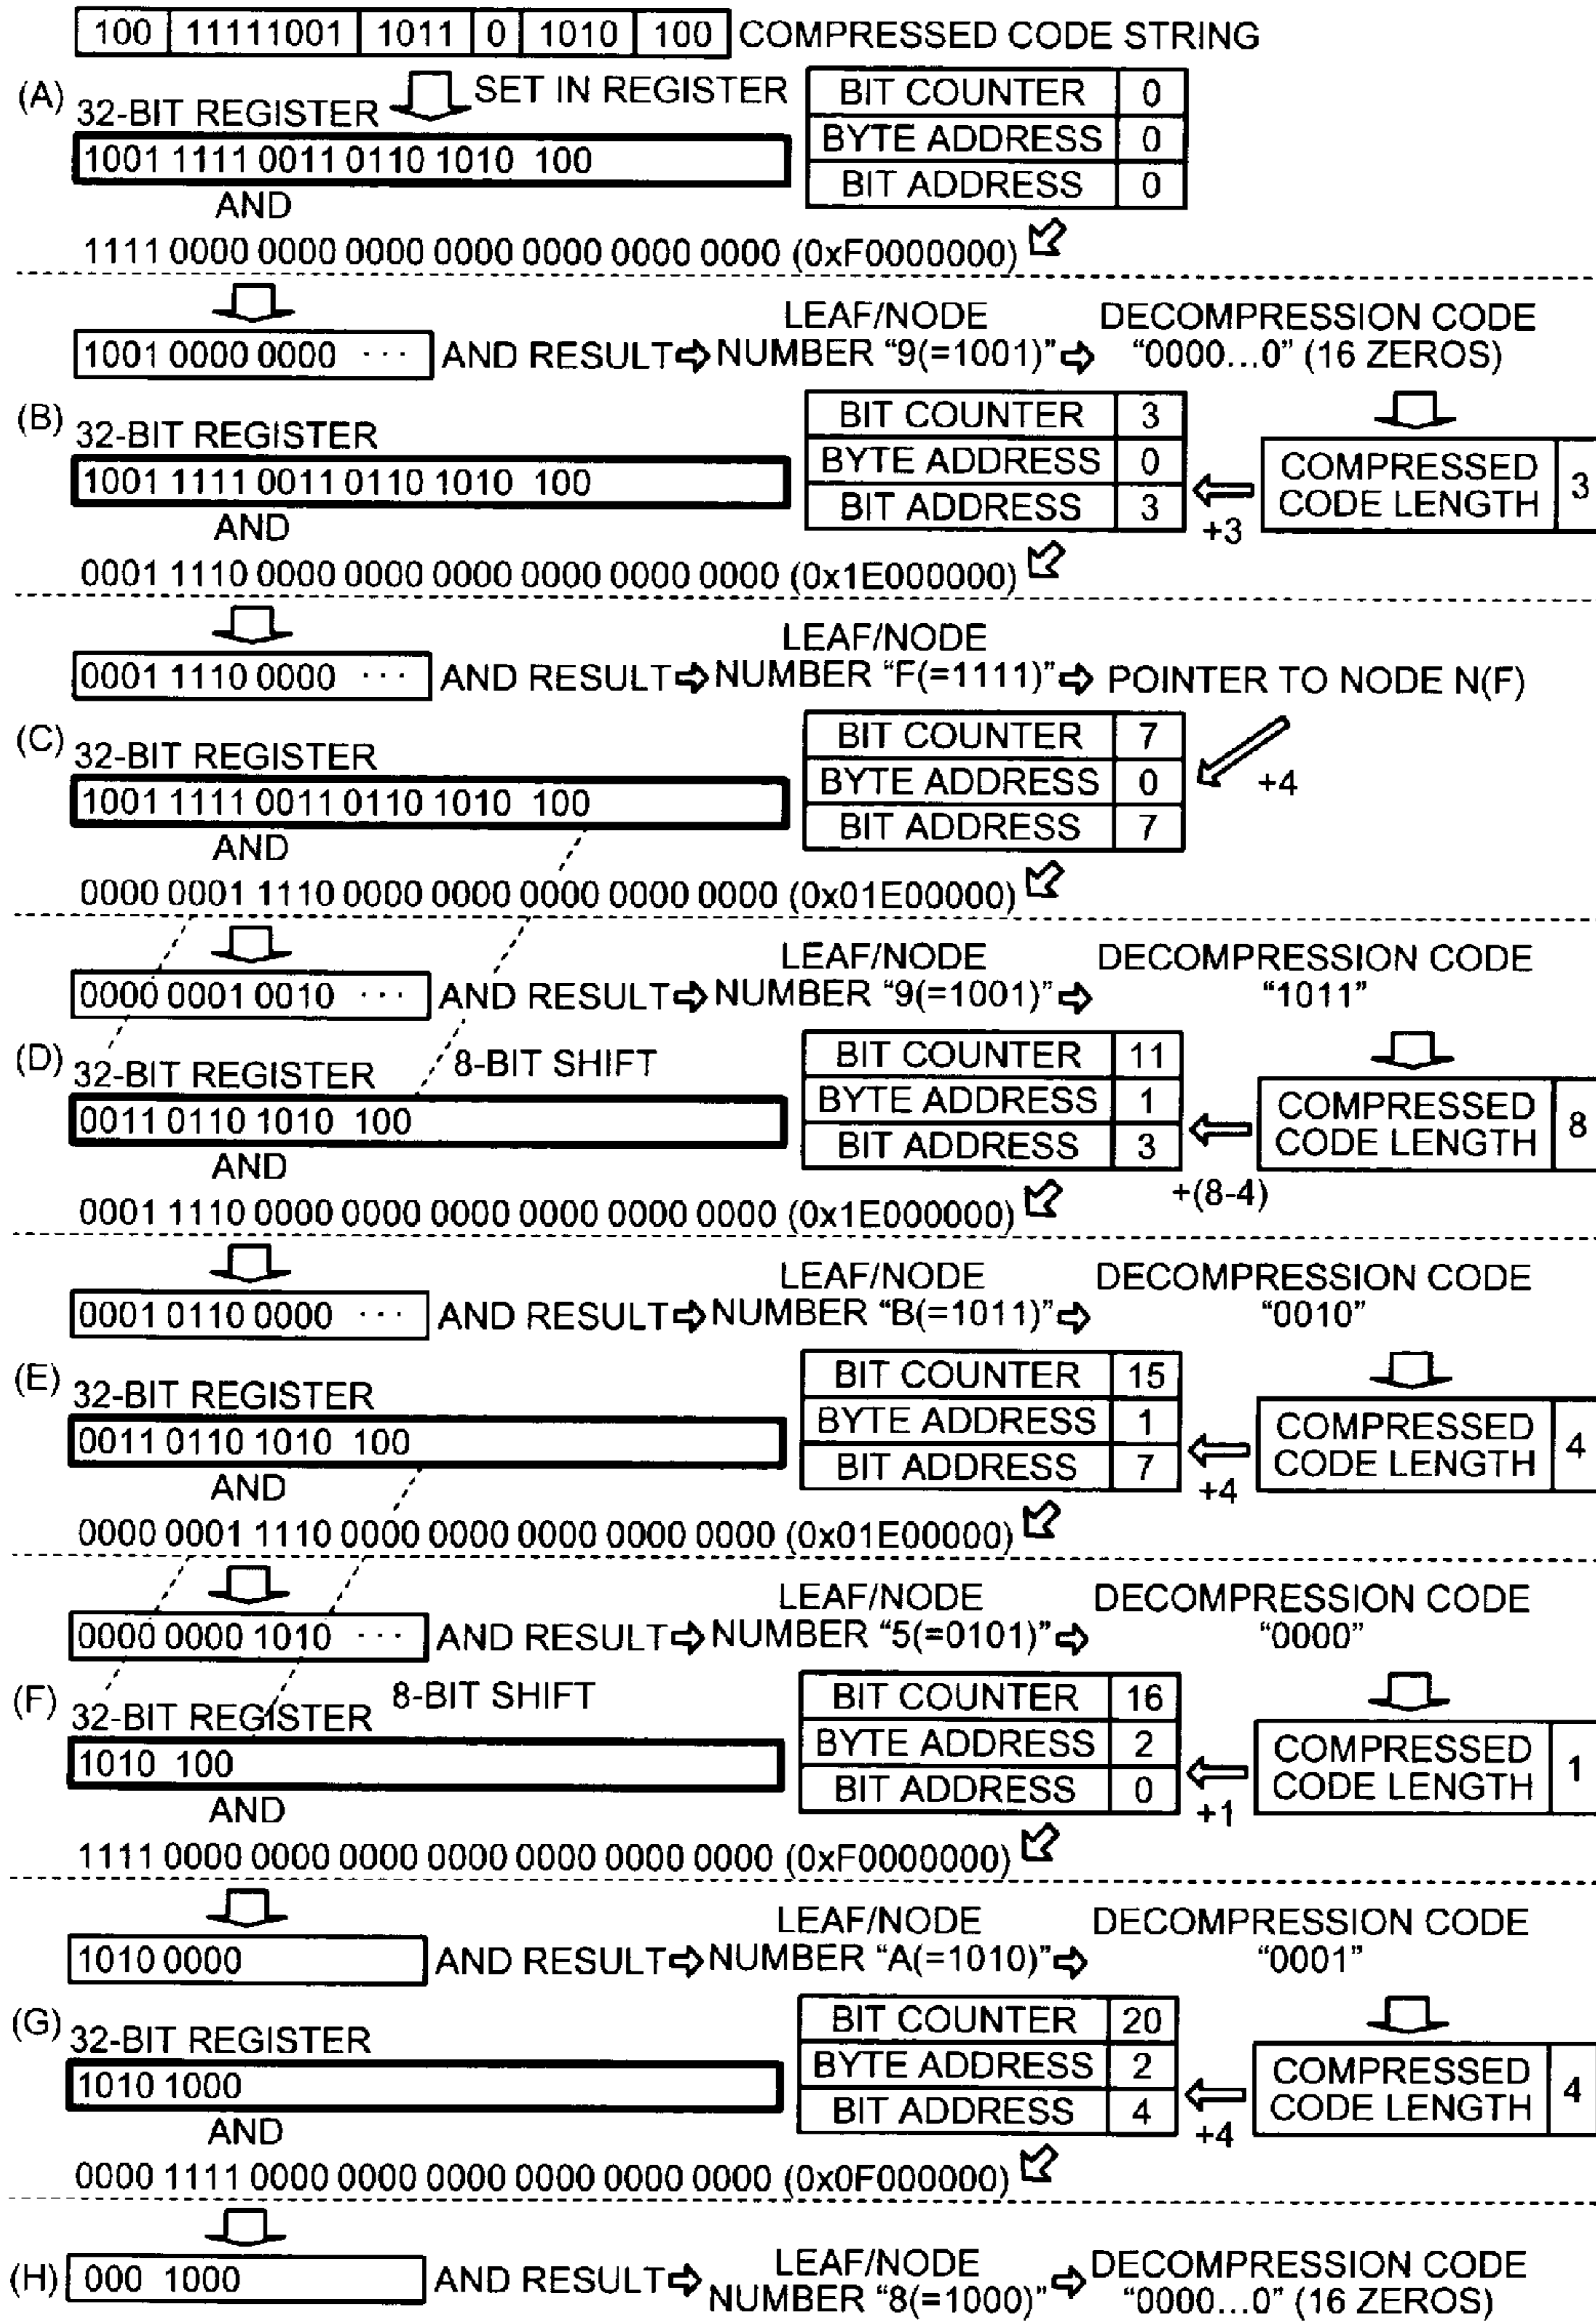 100 11111001 1011 0 1010 100 COMPRESSED CODE STRING
(A) 32-BIT REGISTER SET IN REGISTER
1001 1111 0011 0110 1010 100
BIT COUNTER 0
BYTE ADDRESS 0
BIT ADDRESS 0
AND
1111 0000 0000 0000 0000 0000 0000 0000 (0xF0000000)
1001 0000 0000 ··· AND RESULT
LEAF/NODE
NUMBER “9(=1001)”
DECOMPRESSION CODE
“0000...0” (16 ZEROS)
(B) 32-BIT REGISTER
1001 1111 0011 0110 1010 100
BIT COUNTER 3
BYTE ADDRESS 0
BIT ADDRESS 3
+3
COMPRESSED
CODE LENGTH 3
AND
0001 1110 0000 0000 0000 0000 0000 0000 (0x1E000000)
0001 1110 0000 ··· AND RESULT
LEAF/NODE
NUMBER “F(=1111)”
POINTER TO NODE N(F)
(C) 32-BIT REGISTER
1001 1111 0011 0110 1010 100
BIT COUNTER 7
BYTE ADDRESS 0
BIT ADDRESS 7
+4
AND
0000 0001 1110 0000 0000 0000 0000 0000 (0x01E00000)
0000 0001 0010 ··· AND RESULT
LEAF/NODE
NUMBER “9(=1001)”
DECOMPRESSION CODE
“1011”
(D) 32-BIT REGISTER 8-BIT SHIFT
0011 0110 1010 100
BIT COUNTER 11
BYTE ADDRESS 1
BIT ADDRESS 3
+(8-4)
COMPRESSED
CODE LENGTH 8
AND
0001 1110 0000 0000 0000 0000 0000 0000 (0x1E000000)
0001 0110 0000 ··· AND RESULT
LEAF/NODE
NUMBER “B(=1011)”
DECOMPRESSION CODE
“0010”
(E) 32-BIT REGISTER
0011 0110 1010 100
BIT COUNTER 15
BYTE ADDRESS 1
BIT ADDRESS 7
+4
COMPRESSED
CODE LENGTH 4
AND
0000 0001 1110 0000 0000 0000 0000 0000 (0x01E00000)
0000 0000 1010 ··· AND RESULT
LEAF/NODE
NUMBER “5(=0101)”
DECOMPRESSION CODE
“0000”
(F) 32-BIT REGISTER 8-BIT SHIFT
1010 100
BIT COUNTER 16
BYTE ADDRESS 2
BIT ADDRESS 0
+1
COMPRESSED
CODE LENGTH 1
AND
1111 0000 0000 0000 0000 0000 0000 0000 (0xF0000000)
1010 0000 AND RESULT
LEAF/NODE
NUMBER “A(=1010)”
DECOMPRESSION CODE
“0001”
(G) 32-BIT REGISTER
1010 1000
BIT COUNTER 20
BYTE ADDRESS 2
BIT ADDRESS 4
+4
COMPRESSED
CODE LENGTH 4
AND
0000 1111 0000 0000 0000 0000 0000 0000 (0x0F000000)
(H) 000 1000 AND RESULT
LEAF/NODE
NUMBER “8(=1000)”
DECOMPRESSION CODE
“0000...0” (16 ZEROS)